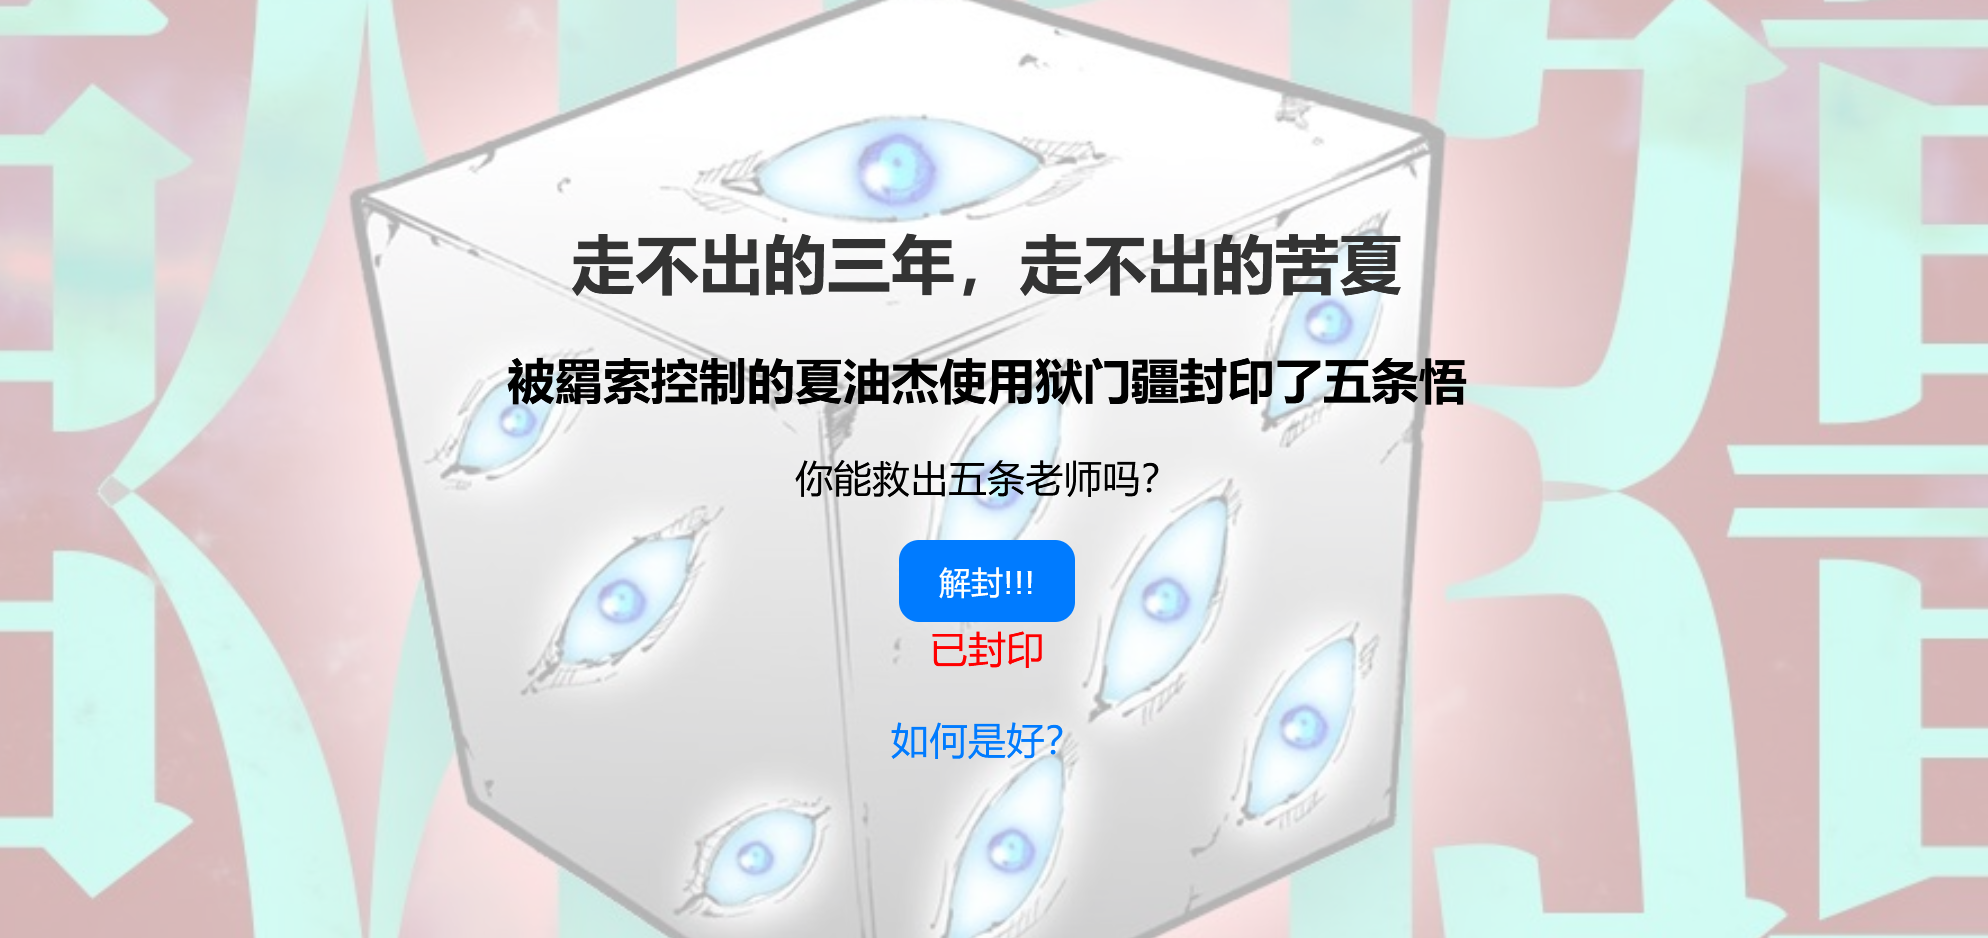 走不出的三年，走不出的苦夏
被羂索控制的夏油杰使用狱门疆封印了五条悟
你能救出五条老师吗？
解封!!!
已封印
如何是好？